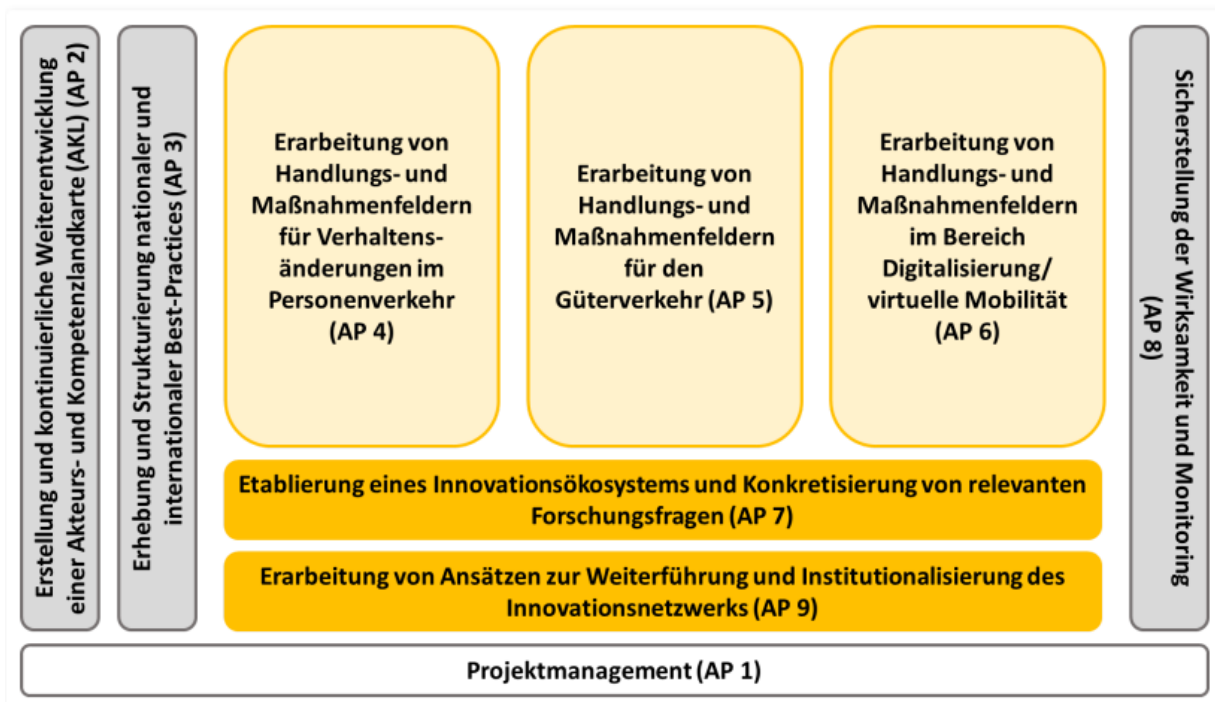 Erstellung und kontinuierliche Weiterentwicklung
einer Akteurs- und Kompetenzlandkarte (AKL) (AP 2)
Erhebung und Strukturierung nationaler und
internationaler Best-Practices (AP 3)
Erarbeitung von
Handlungs- und
Maßnahmenfeldern
für Verhaltens-
änderungen im
Personenverkehr
(AP 4)
Erarbeitung von
Handlungs- und
Maßnahmenfeldern
für den
Güterverkehr (AP 5)
Erarbeitung von
Handlungs- und
Maßnahmenfeldern
im Bereich
Digitalisierung/
virtuelle Mobilität
(AP 6)
Etablierung eines Innovationsökosystems und Konkretisierung von relevanten
Forschungsfragen (AP 7)
Erarbeitung von Ansätzen zur Weiterführung und Institutionalisierung des
Innovationsnetzwerks (AP 9)
Sicherstellung der Wirksamkeit und Monitoring
(AP 8)
Projektmanagement (AP 1)